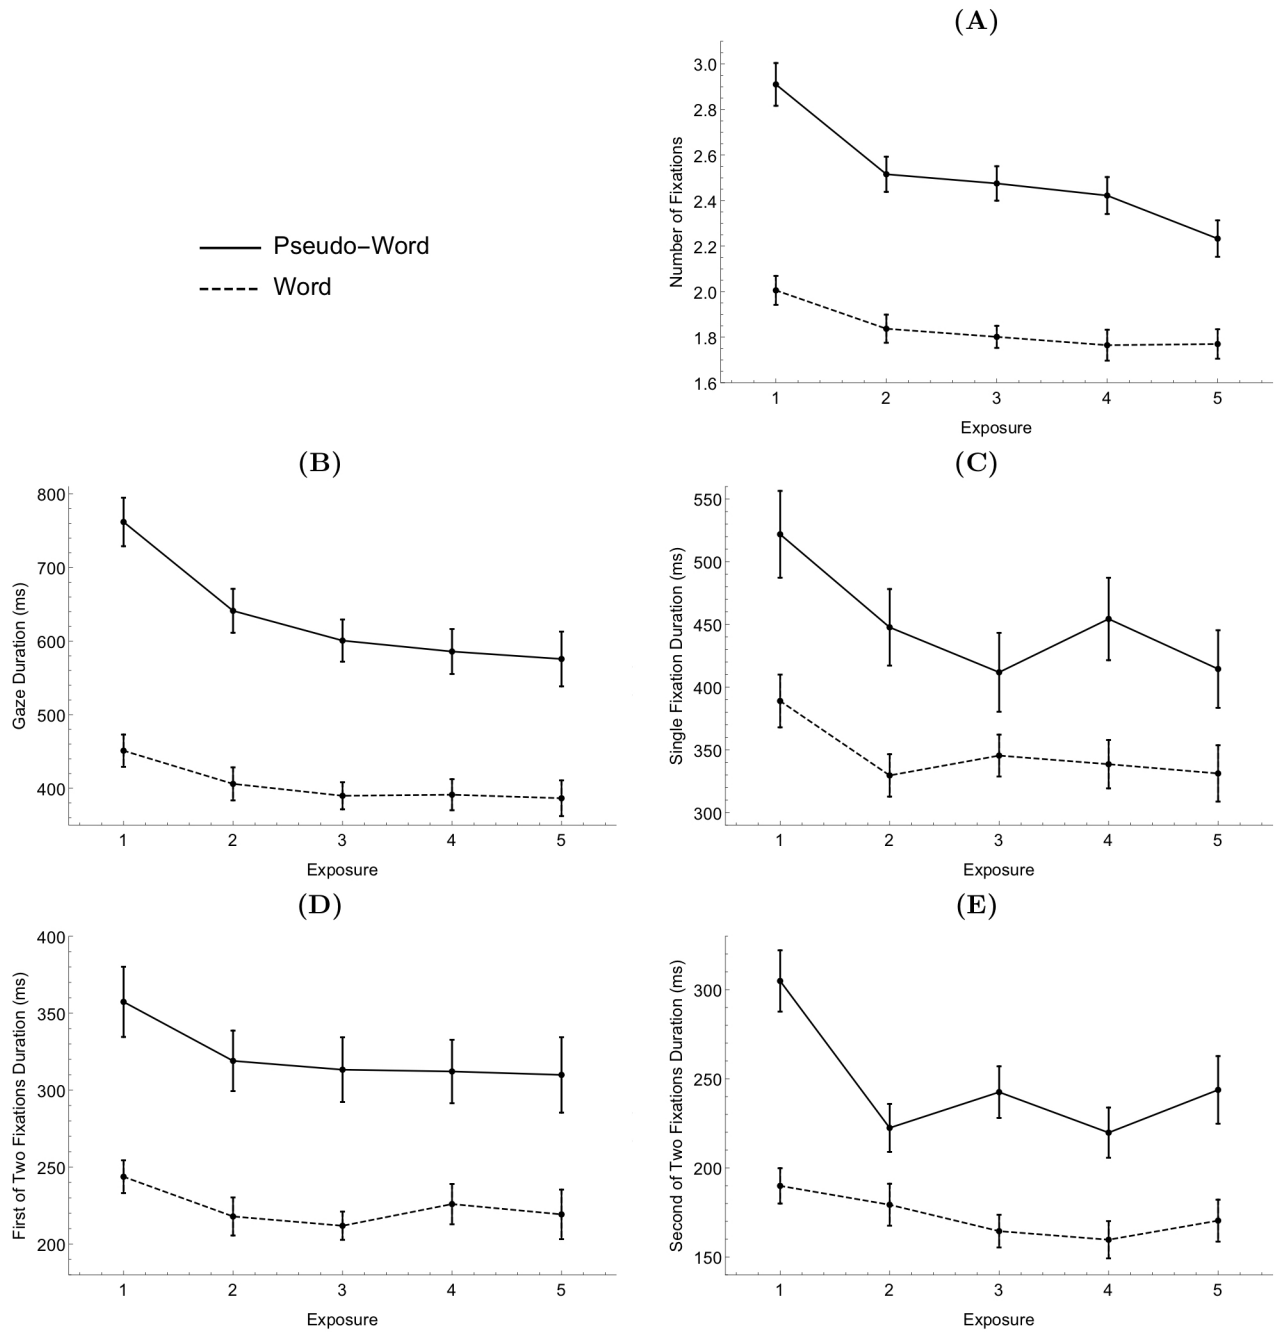 (A)
3.0
2.8
2.6
2.4
2.2
2.0
1.8
1.6
Number of Fixations
1 2 3 4 5
Exposure
Pseudo-Word
Word
(B)
800
700
600
500
400
Gaze Duration (ms)
1 2 3 4 5
Exposure
(C)
550
500
450
400
350
300
Single Fixation Duration (ms)
1 2 3 4 5
Exposure
(D)
400
350
300
250
200
First of Two Fixations Duration (ms)
1 2 3 4 5
Exposure
(E)
300
250
200
150
Second of Two Fixations Duration (ms)
1 2 3 4 5
Exposure